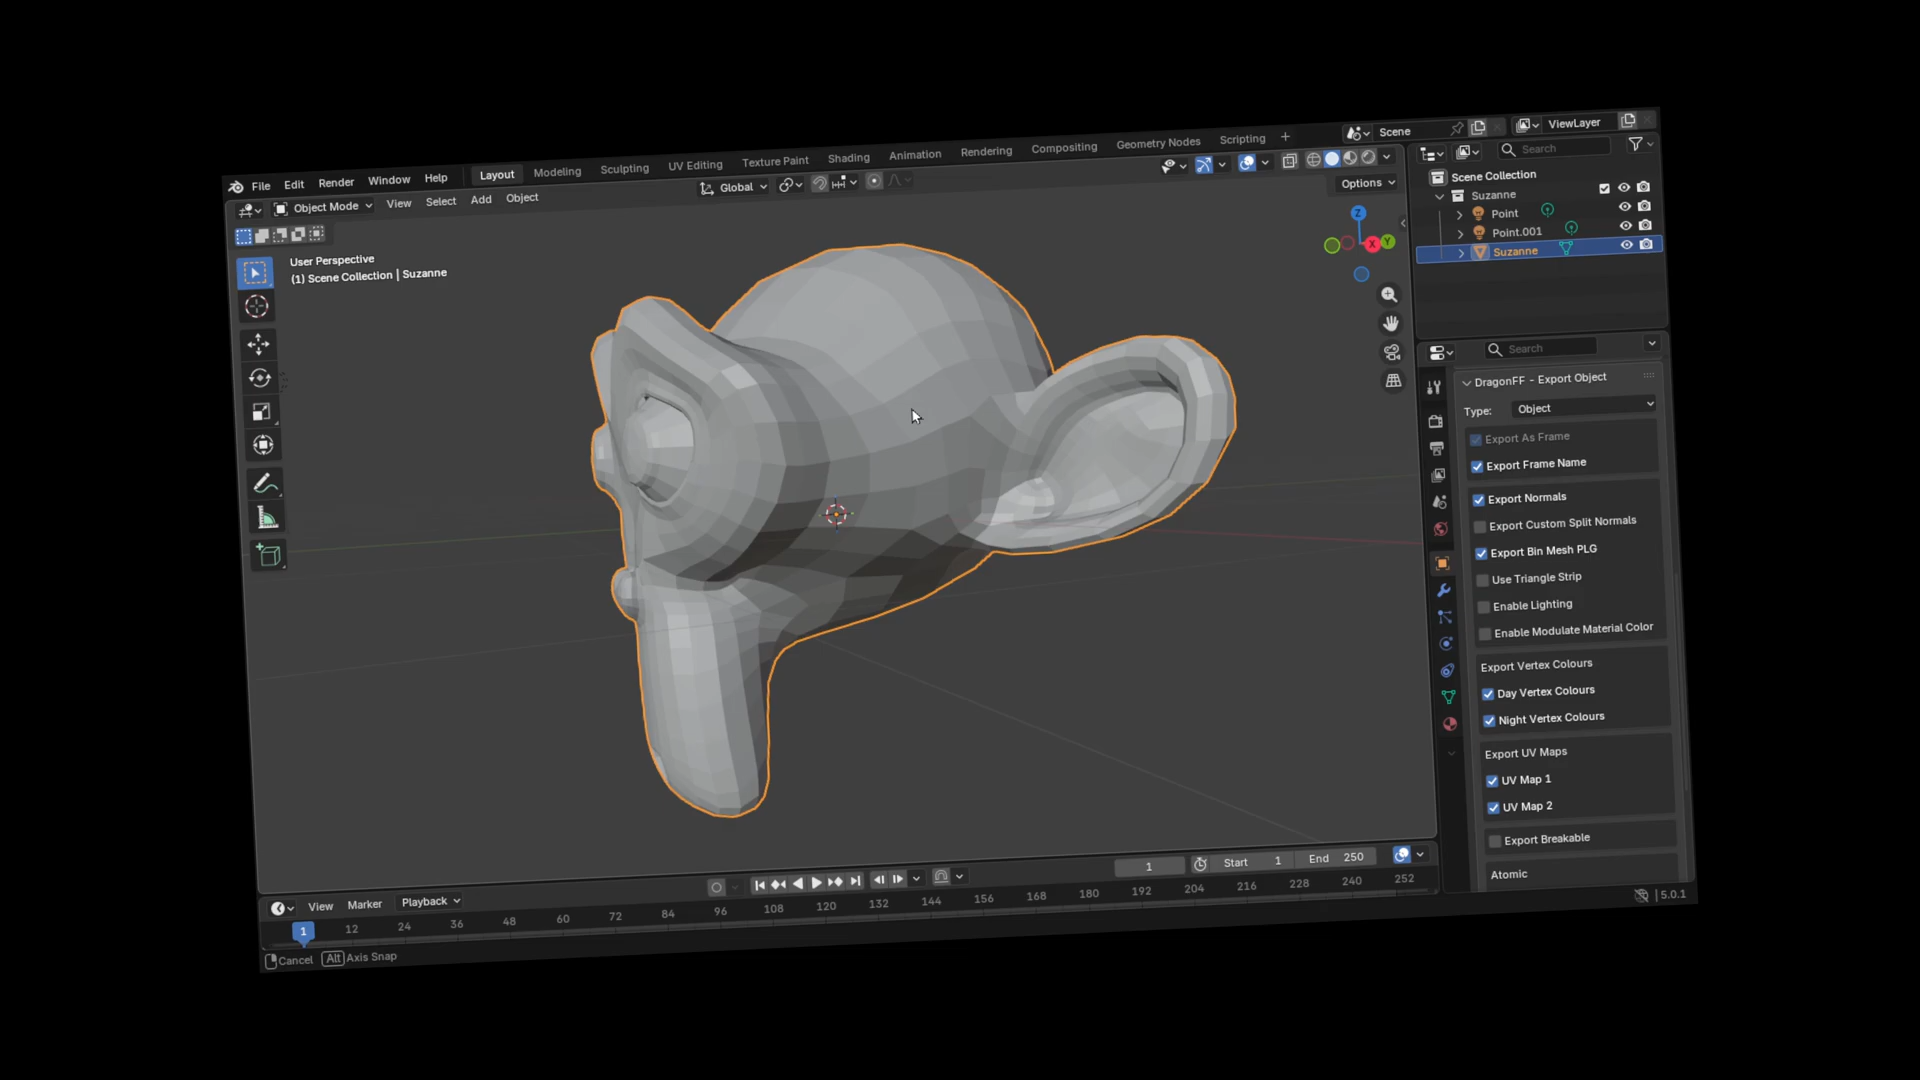 File Edit Render Window Help Layout Modeling Sculpting UV Editing Texture Paint Shading Animation Rendering Compositing Geometry Nodes Scripting + Scene ViewLayer
Object Mode View Select Add Object Global
Options
User Perspective
(1) Scene Collection | Suzanne
Z
X
Y
Search
Scene Collection
Suzanne
Point
Point.001
Suzanne
Search
DragonFF - Export Object
Type: Object
Export As Frame
Export Frame Name
Export Normals
Export Custom Split Normals
Export Bin Mesh PLG
Use Triangle Strip
Enable Lighting
Enable Modulate Material Color
Export Vertex Colours
Day Vertex Colours
Night Vertex Colours
Export UV Maps
UV Map 1
UV Map 2
Export Breakable
Atomic
View Marker Playback 1 Start 1 End 250
1 12 24 36 48 60 72 84 96 108 120 132 144 156 168 180 192 204 216 228 240 252
Cancel Alt Axis Snap
5.0.1